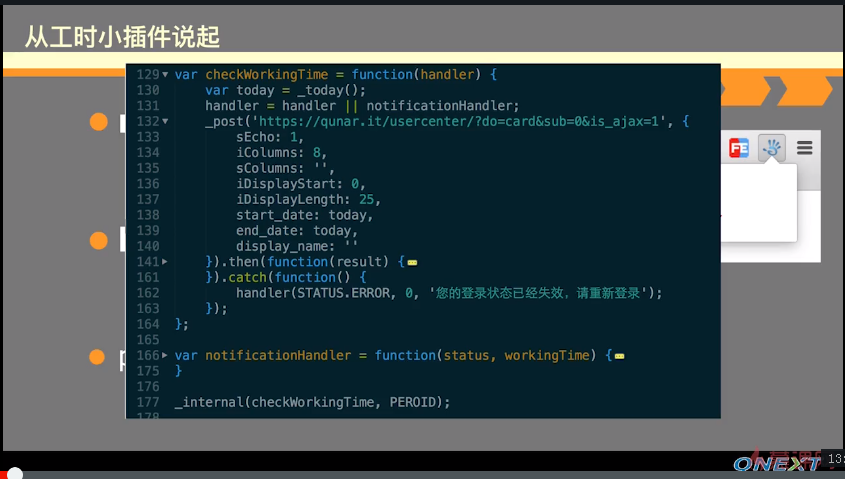 从工时小插件说起
129 var checkWorkingTime = function(handler) {
130 var today = _today();
131 handler = handler || notificationHandler;
132 _post('https://qunar.it/usercenter/?do=card&sub=0&is_ajax=1', {
133 sEcho: 1,
134 iColumns: 8,
135 sColumns: '',
136 iDisplayStart: 0,
137 iDisplayLength: 25,
138 start_date: today,
139 end_date: today,
140 display_name: ''
141 }).then(function(result) {
161 }).catch(function() {
162 handler(STATUS.ERROR, 0, '您的登录状态已经失效，请重新登录');
163 });
164 };
165
166 var notificationHandler = function(status, workingTime) {
175 }
176
177 _internal(checkWorkingTime, PEROID);
178
FE
ONEXT
13: